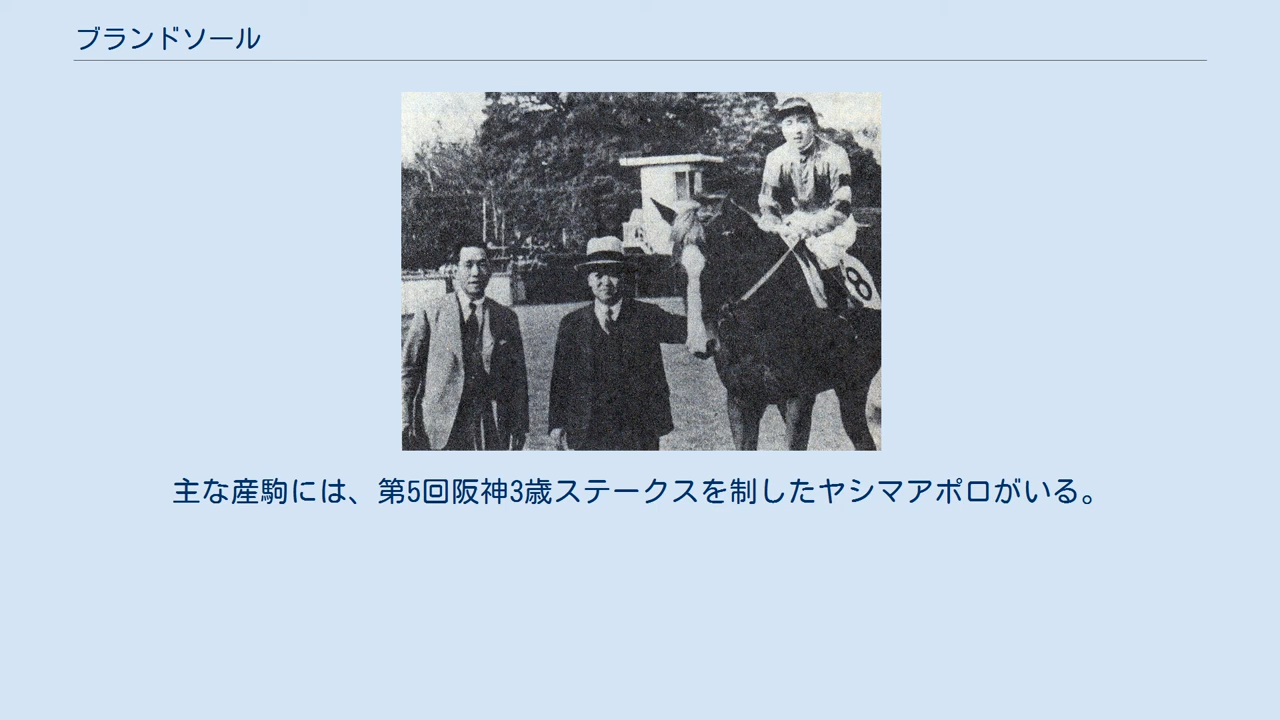 ブランドソール
8
主な産駒には、第5回阪神3歳ステークスを制したヤシマアポロがいる。